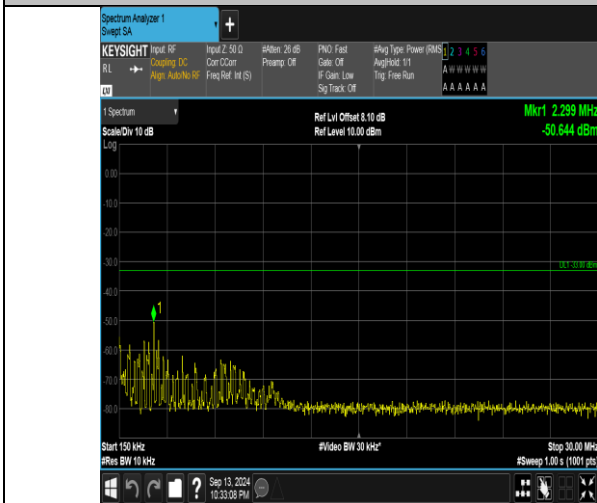 Spectrum Analyzer 1
Swept SA
+
KEYSIGHT
RL
Input: RF
Coupling: DC
Align: Auto/No RF
Input Z: 50 Ω
Corr CCorr
Freq Ref: Int (S)
#Atten: 26 dB
Preamp: Off
PNO: Fast
Gate: Off
IF Gain: Low
Sig Track: Off
#Avg Type: Power (RMS
Avg|Hold: 1/1
Trig: Free Run
1 2 3 4 5 6
A W W W W W
A A A A A A
1 Spectrum
Scale/Div 10 dB
Log
Ref Lvl Offset 8.10 dB
Ref Level 10.00 dBm
Mkr1 2.299 MHz
-50.644 dBm
0.00
-10.0
-20.0
-30.0
DL1 -33.00 dBm
-40.0
1
-50.0
-60.0
-70.0
-80.0
Start 150 kHz
#Res BW 10 kHz
#Video BW 30 kHz*
Stop 30.00 MHz
#Sweep 1.00 s (1001 pts)
?
Sep 13, 2024
10:33:08 PM